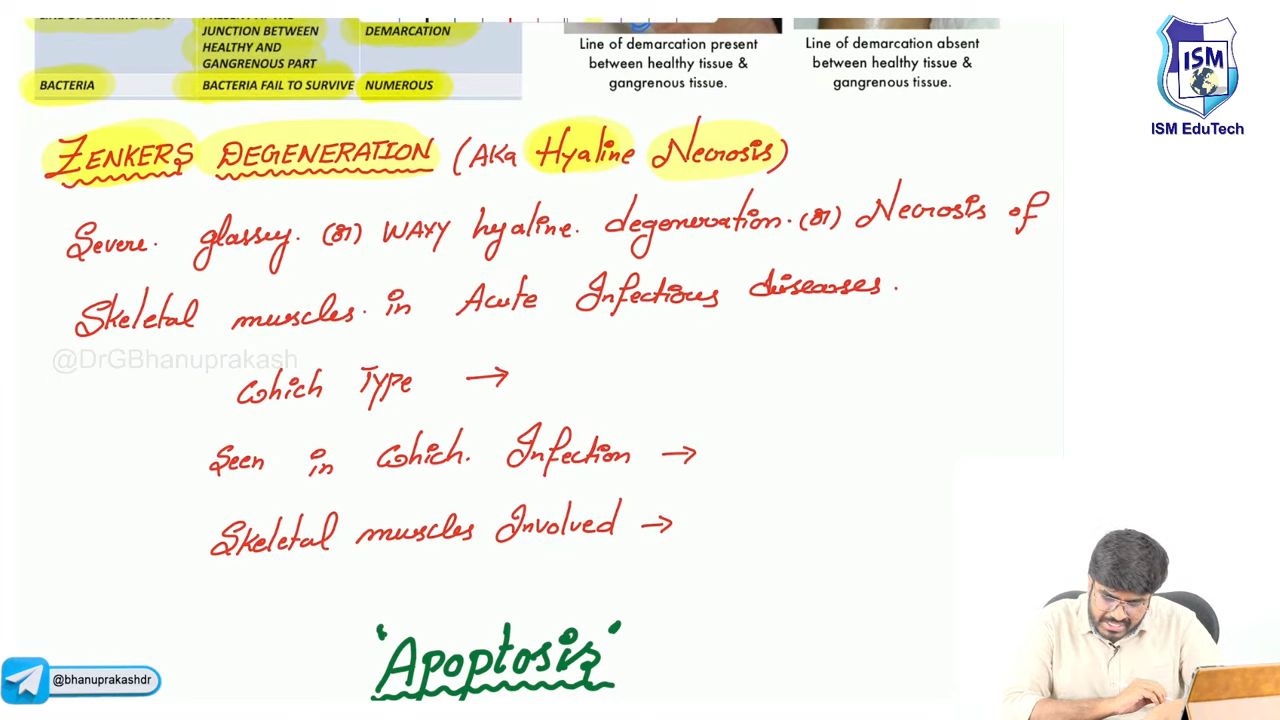 PRESENT AT THE
JUNCTION BETWEEN
HEALTHY AND
GANGRENOUS PART
DEMARCATION
BACTERIA
BACTERIA FAIL TO SURVIVE
NUMEROUS
Line of demarcation present
between healthy tissue &
gangrenous tissue.
Line of demarcation absent
between healthy tissue &
gangrenous tissue.
ISM
ISM EduTech
ZENKERS DEGENERATION (AKa Hyaline Necrosis)
Severe. glassy. (or) WAXY hyaline. degeneration. (or) Necrosis of
Skeletal muscles. in Acute Infectious diseases.
@DrGBhanuprakash
Which Type →
Seen in which. Infection →
Skeletal muscles Involved →
'Apoptosis'
@bhanuprakashdr